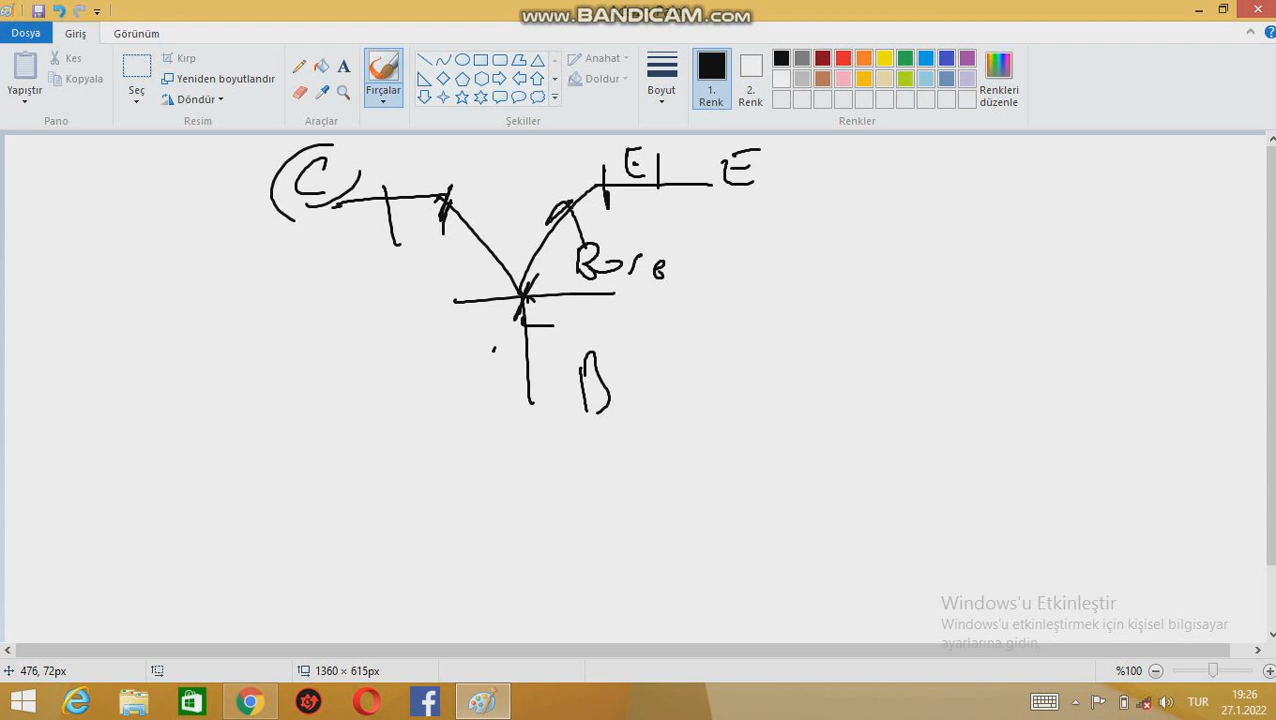 www.BANDICAM.com
Dosya Giriş Görünüm
Yapıştır
Kes
Kopyala
Pano
Seç
Kırp
Yeniden boyutlandır
Döndür
Resim
A
Araçlar
Fırçalar
Anahat
Doldur
Şekiller
Boyut
1.
Renk
2.
Renk
Renkleri
düzenle
Renkler
C E E
B
Windows'u Etkinleştir
Windows'u etkinleştirmek için kişisel bilgisayar
ayarlarına gidin.
476, 72px
1360 × 615px
%100
TUR
19:26
27.1.2022